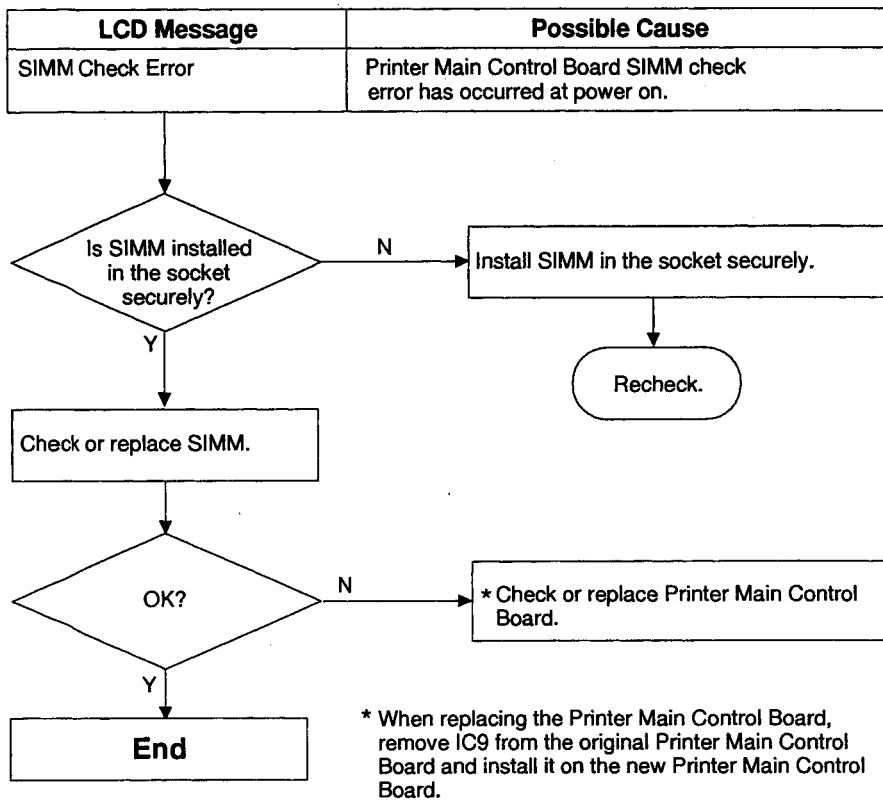 LCD Message
Possible Cause
SIMM Check Error
Printer Main Control Board SIMM check
error has occurred at power on.
Is SIMM installed
in the socket
securely?
N
Install SIMM in the socket securely.
Y
Recheck.
Check or replace SIMM.
OK?
N
* Check or replace Printer Main Control
Board.
Y
End
* When replacing the Printer Main Control Board,
remove IC9 from the original Printer Main Control
Board and install it on the new Printer Main Control
Board.